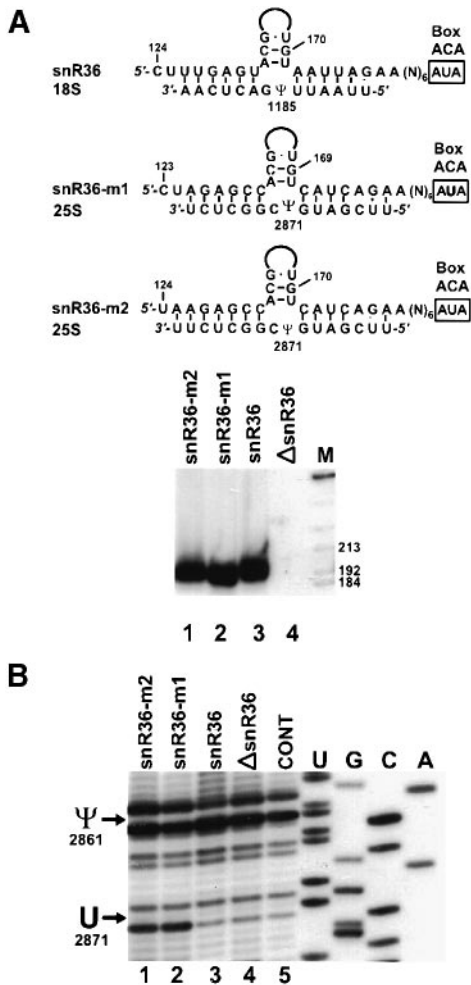 A
G · U
C – G
A – U
124
170
Box
ACA
snR36 5'-CUUUGAGU AAUUAGAA(N)6 AUA
18S 3'-AACUCAG Ψ UUAAUU-5'
1185
G · U
C – G
A – U
123
169
Box
ACA
snR36-m1 5'-CUAGAGCC CAUCAGAA(N)6 AUA
25S 3'-UCUCGGC Ψ GUAGCUU-5'
2871
G · U
C – G
A – U
124
170
Box
ACA
snR36-m2 5'-UAAGAGCC CAUCAGAA(N)6 AUA
25S 3'-UUCUCGGC Ψ GUAGCUU-5'
2871
snR36-m2 snR36-m1 snR36 ΔsnR36 M
213
192
184
1 2 3 4
B
snR36-m2 snR36-m1 snR36 ΔsnR36 CONT U G C A
Ψ
2861
U
2871
1 2 3 4 5